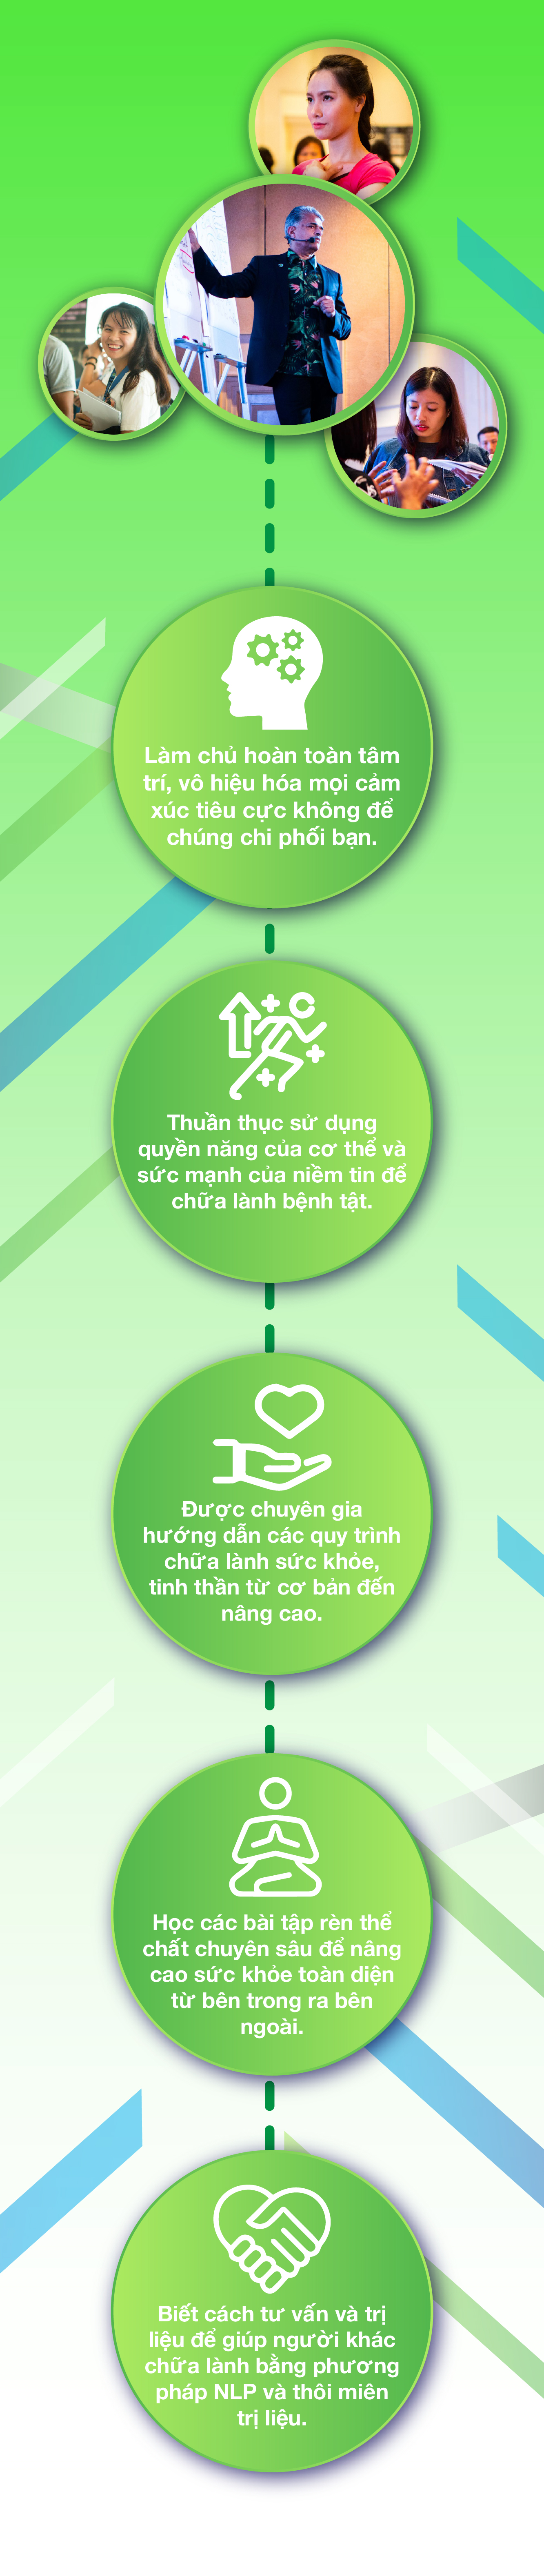 Làm chủ hoàn toàn tâm
trí, vô hiệu hóa mọi cảm
xúc tiêu cực không để
chúng chi phối bạn.
Thuần thục sử dụng
quyền năng của cơ thể và
sức mạnh của niềm tin để
chữa lành bệnh tật.
Được chuyên gia
hướng dẫn các quy trình
chữa lành sức khỏe,
tinh thần từ cơ bản đến
nâng cao.
Học các bài tập rèn thể
chất chuyên sâu để nâng
cao sức khỏe toàn diện
từ bên trong ra bên
ngoài.
Biết cách tư vấn và trị
liệu để giúp người khác
chữa lành bằng phương
pháp NLP và thôi miên
trị liệu.